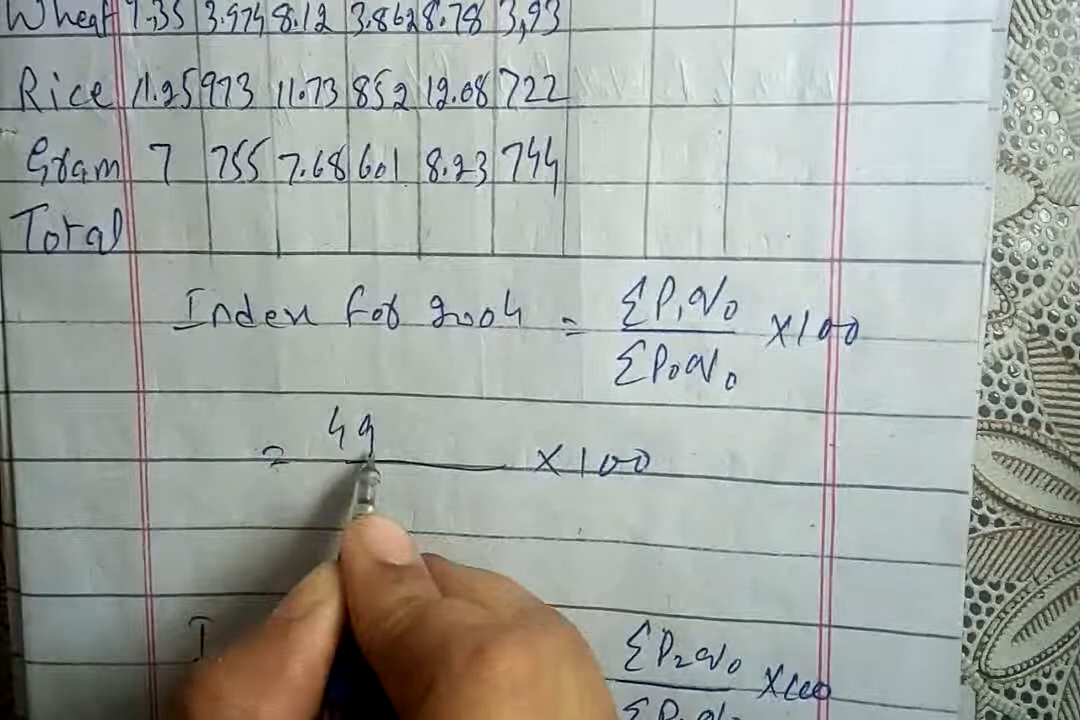 Wheat 7.35 3.974 8.12 3.862 8.78 3,93
Rice 11.25 973 11.73 852 12.08 722
Gram 7 755 7.68 601 8.23 744
Total
Index for 2004 = ΣP₁q₀ / ΣP₀q₀ ×100
= 49 ×100
I ΣP₂q₀ ×100